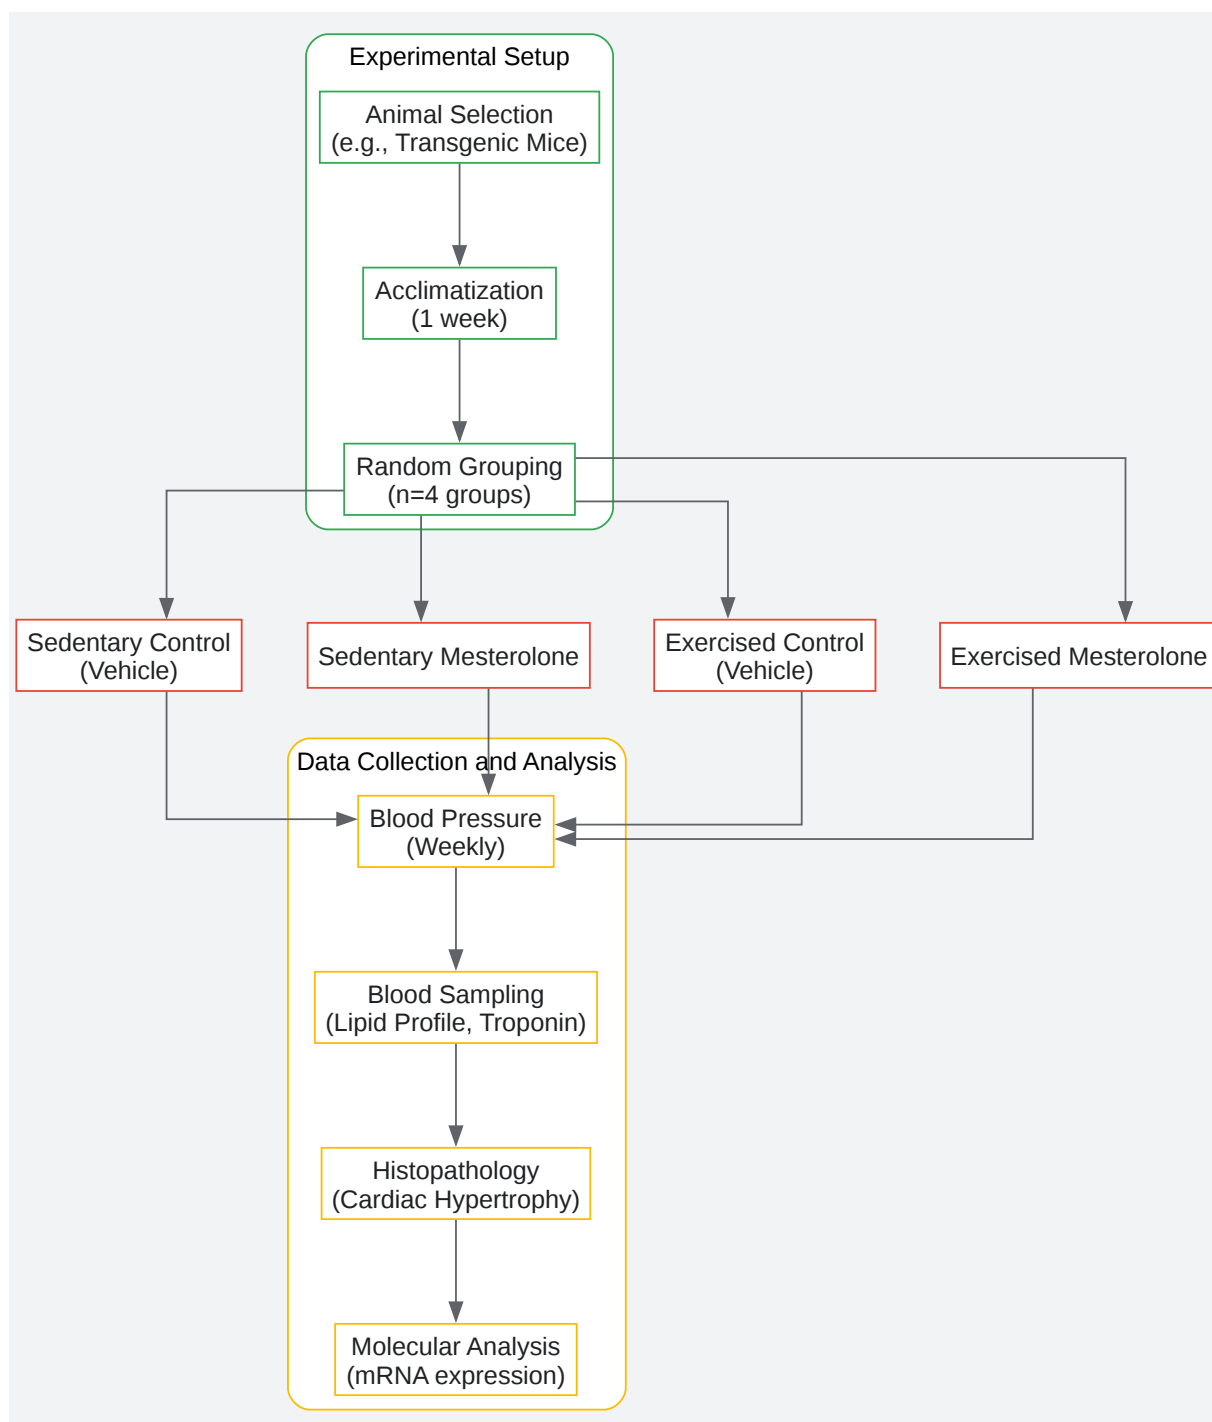 Experimental Setup
Animal Selection
(e.g., Transgenic Mice)
Acclimatization
(1 week)
Random Grouping
(n=4 groups)
Sedentary Control
(Vehicle)
Sedentary Mesterolone
Exercised Control
(Vehicle)
Exercised Mesterolone
Data Collection and Analysis
Blood Pressure
(Weekly)
Blood Sampling
(Lipid Profile, Troponin)
Histopathology
(Cardiac Hypertrophy)
Molecular Analysis
(mRNA expression)